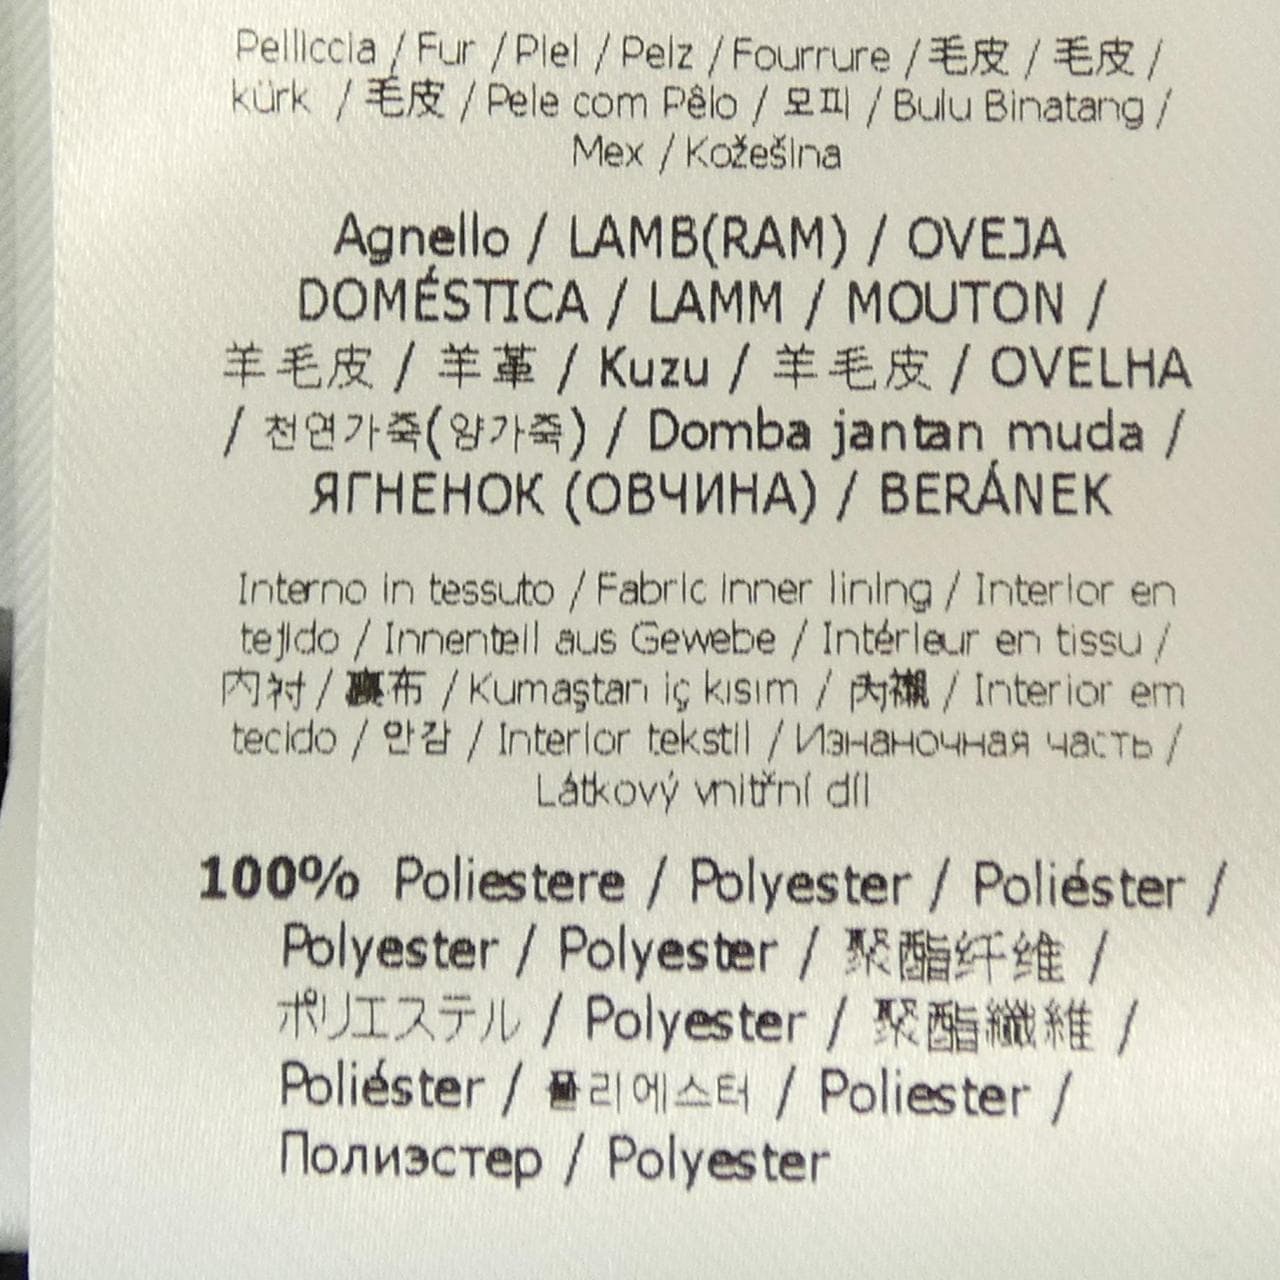 Pelliccia / Fur / Piel / Pelz / Fourrure / 毛皮 / 毛皮 /
kürk / 毛皮 / Pele com Pêlo / 모피 / Bulu Binatang /
Mex / Kožešina
Agnello / LAMB(RAM) / OVEJA
DOMÉSTICA / LAMM / MOUTON /
羊毛皮 / 羊革 / Kuzu / 羊毛皮 / OVELHA
/ 천연가죽(양가죽) / Domba jantan muda /
ЯГНЕНОК (ОВЧИНА) / BERÁNEK
Interno in tessuto / Fabric inner lining / Interior en
tejido / Innenteil aus Gewebe / Intérieur en tissu /
内衬 / 裏布 / Kumaştan iç kısım / 內襯 / Interior em
tecido / 안감 / Interior tekstil / Изнаночная часть /
Látkový vnitřní díl
100% Poliestere / Polyester / Poliéster /
Polyester / Polyester / 聚酯纤维 /
ポリエステル / Polyester / 聚酯纖維 /
Poliéster / 폴리에스터 / Poliester /
Полиэстер / Polyester